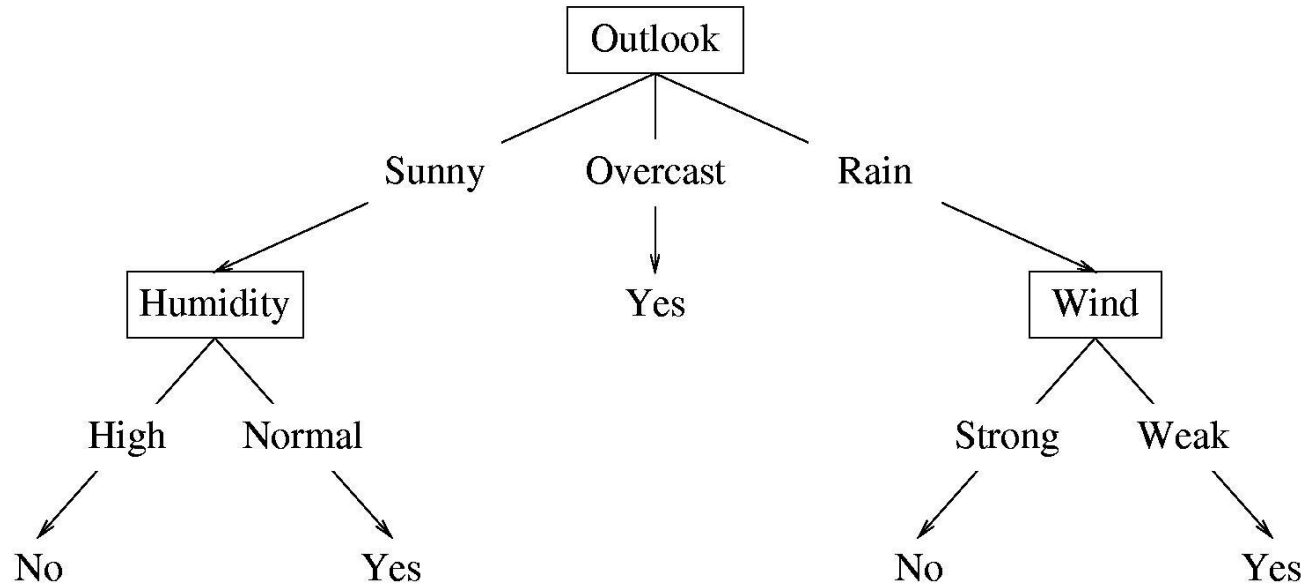 Outlook
Sunny Overcast Rain
Humidity Yes Wind
High Normal Strong Weak
No Yes No Yes